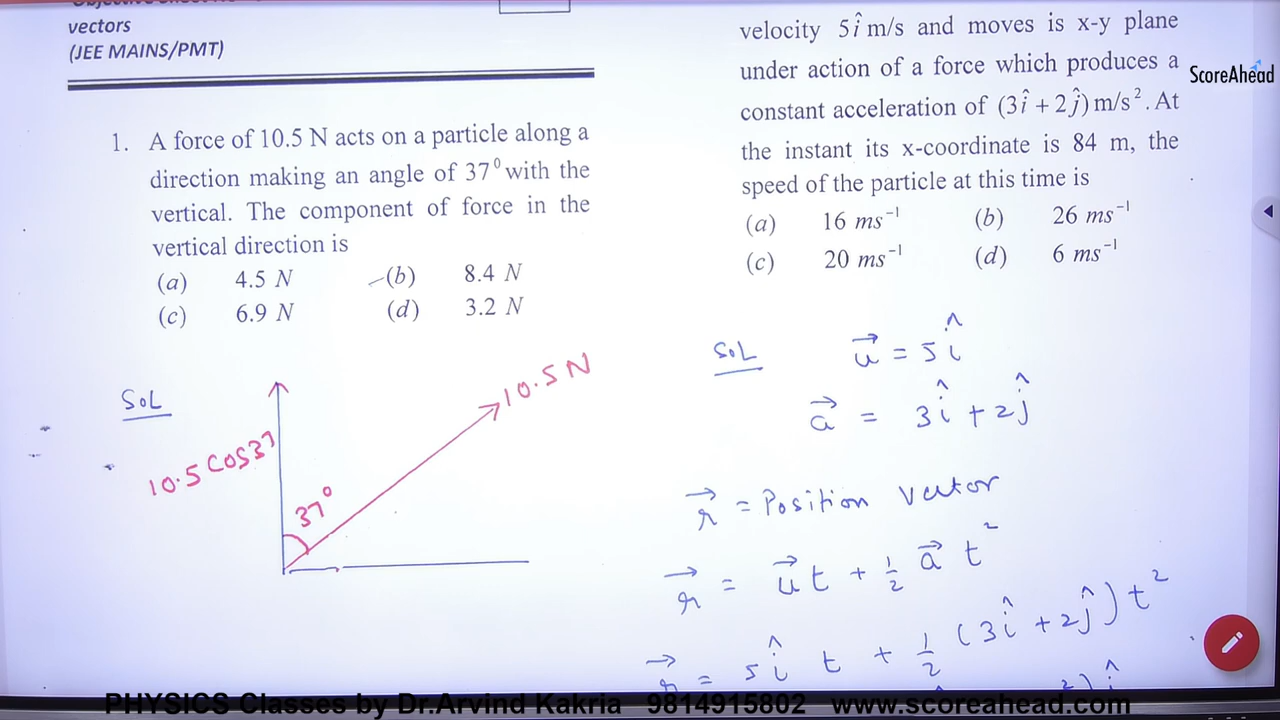 vectors
(JEE MAINS/PMT)
1. A force of 10.5 N acts on a particle along a
direction making an angle of 37⁰ with the
vertical. The component of force in the
vertical direction is
(a) 4.5 N (b) 8.4 N
(c) 6.9 N (d) 3.2 N
SOL
10.5 N
10.5 COS37
37°
velocity 5î m/s and moves is x-y plane
under action of a force which produces a
constant acceleration of (3î + 2ĵ) m/s². At
the instant its x-coordinate is 84 m, the
speed of the particle at this time is
(a) 16 ms⁻¹ (b) 26 ms⁻¹
(c) 20 ms⁻¹ (d) 6 ms⁻¹
SOL u⃗ = 5î
a⃗ = 3î + 2ĵ
r⃗ = Position vector
r⃗ = u⃗t + ½ a⃗ t²
r⃗ = 5î t + ½ (3î + 2ĵ) t²
ScoreAhead
PHYSICS Classes by Dr.Arvind Kakria 9814915802 www.scoreahead.com